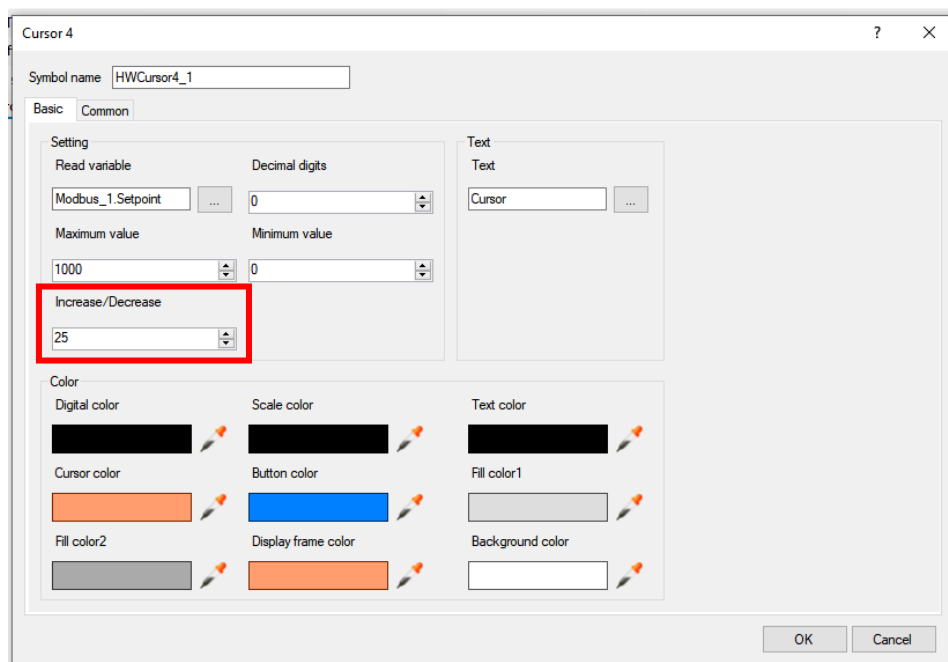 Cursor 4
?
Symbol name HWCursor4_1
Basic Common
Setting
Read variable Decimal digits
Modbus_1.Setpoint ... 0
Maximum value Minimum value
1000 0
Increase/Decrease
25
Text
Text
Cursor ...
Color
Digital color Scale color Text color
Cursor color Button color Fill color1
Fill color2 Display frame color Background color
OK Cancel